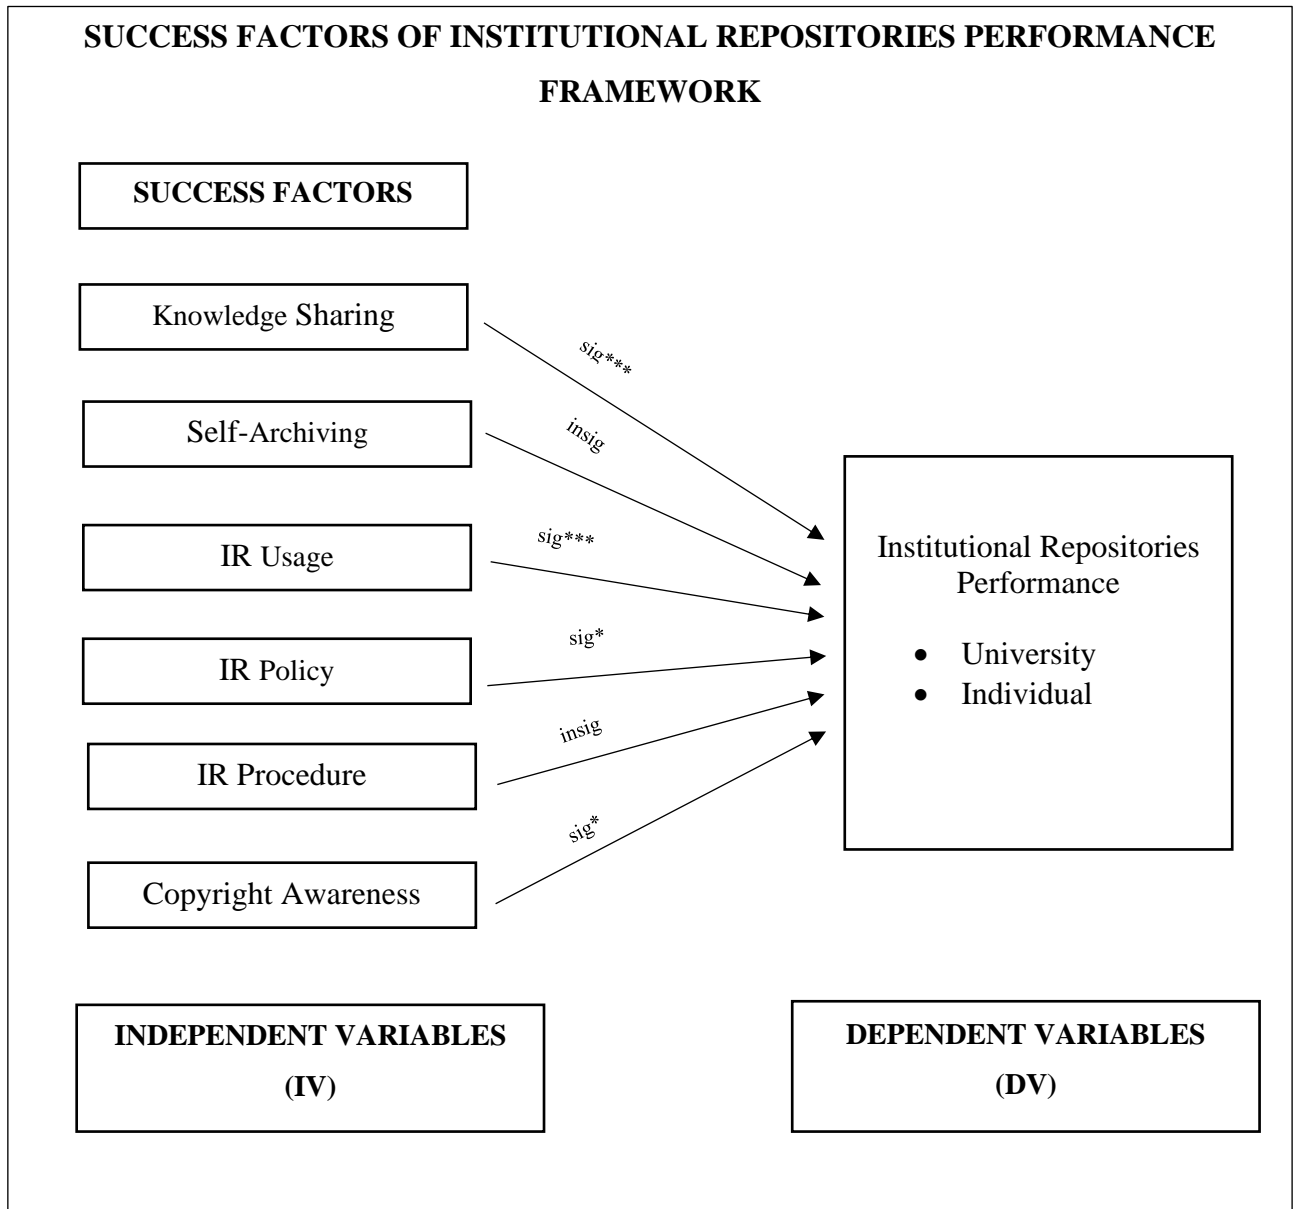 SUCCESS FACTORS OF INSTITUTIONAL REPOSITORIES PERFORMANCE
FRAMEWORK
SUCCESS FACTORS
Knowledge Sharing
sig***
Self-Archiving
insig
IR Usage
sig***
IR Policy
sig*
IR Procedure
insig
Copyright Awareness
sig*
Institutional Repositories
Performance
• University
• Individual
INDEPENDENT VARIABLES
(IV)
DEPENDENT VARIABLES
(DV)